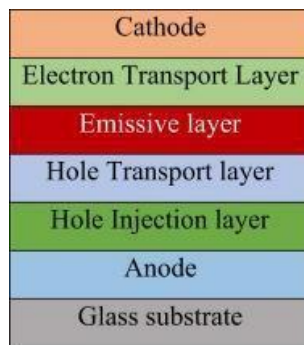 Cathode
Electron Transport Layer
Emissive layer
Hole Transport layer
Hole Injection layer
Anode
Glass substrate